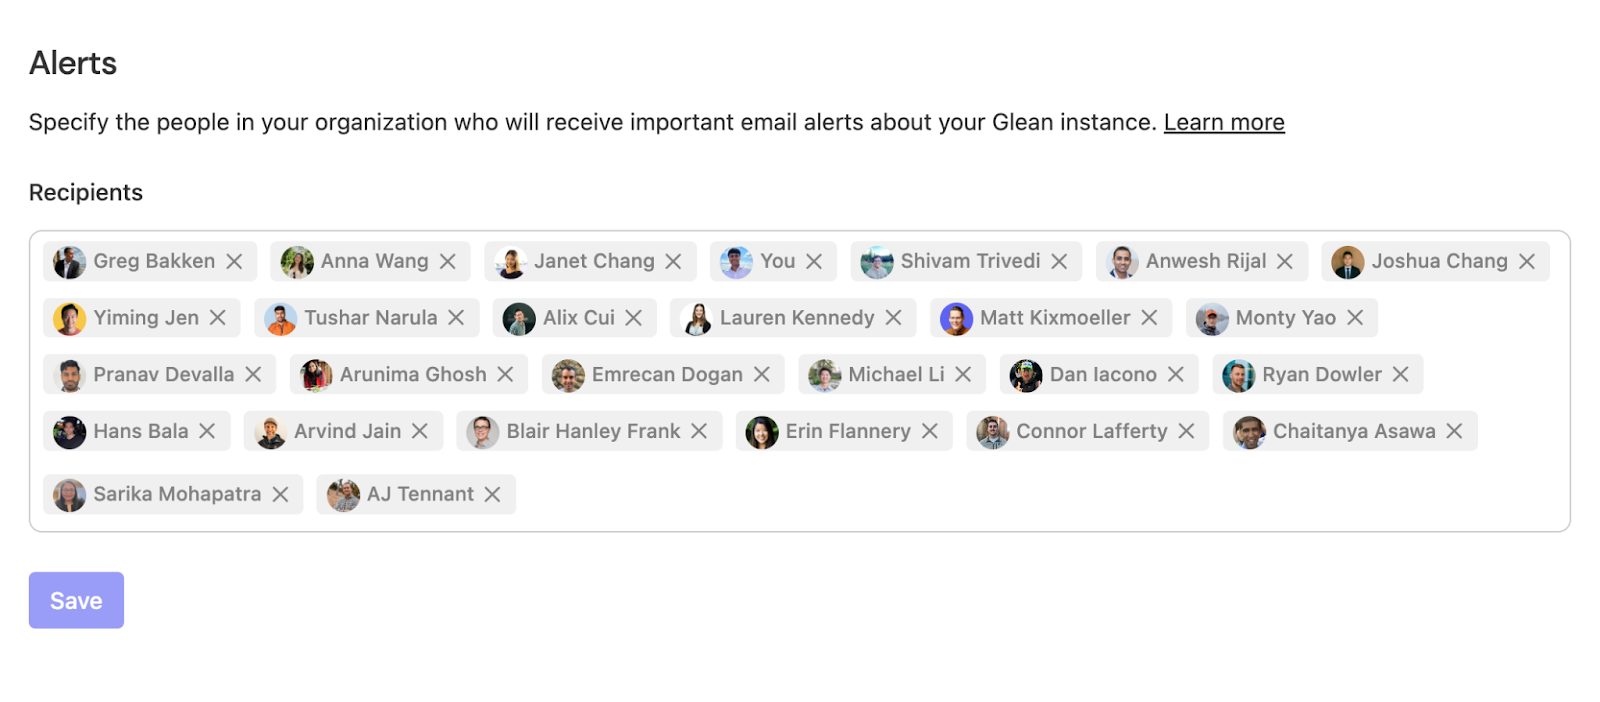 Alerts
Specify the people in your organization who will receive important email alerts about your Glean instance. Learn more
Recipients
Greg Bakken Anna Wang Janet Chang You Shivam Trivedi Anwesh Rijal Joshua Chang
Yiming Jen Tushar Narula Alix Cui Lauren Kennedy Matt Kixmoeller Monty Yao
Pranav Devalla Arunima Ghosh Emrecan Dogan Michael Li Dan Iacono Ryan Dowler
Hans Bala Arvind Jain Blair Hanley Frank Erin Flannery Connor Lafferty Chaitanya Asawa
Sarika Mohapatra AJ Tennant
Save